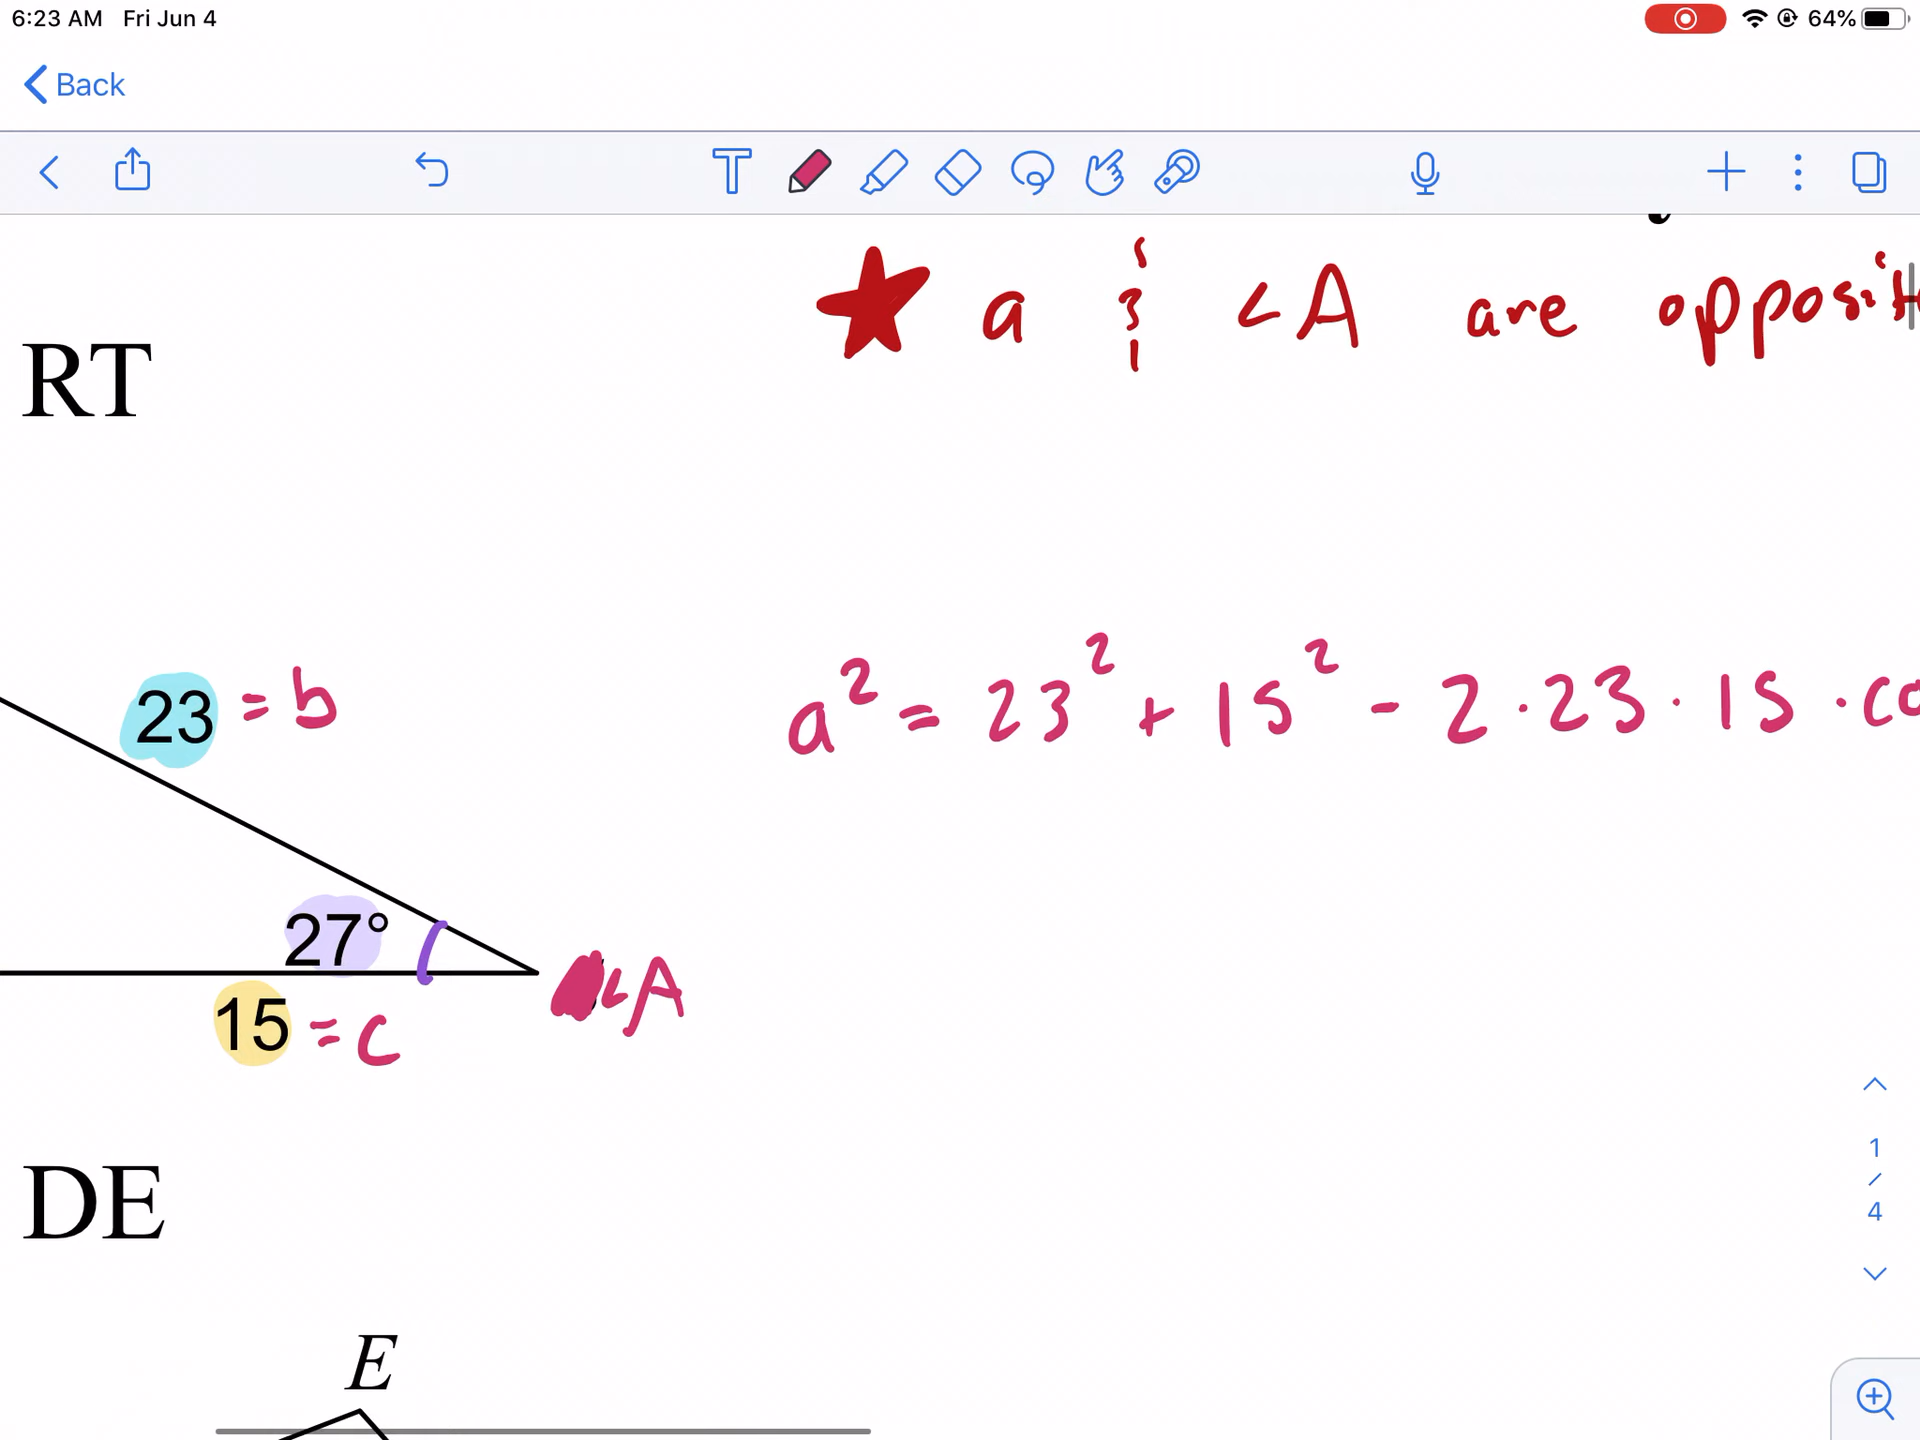 6:23 AM Fri Jun 4 64%
Back
★ a & <A are opposit
RT
23 = b
a² = 23² + 15² - 2 · 23 · 15 · co
27°
<A
15 = c
1
/
4
DE
E